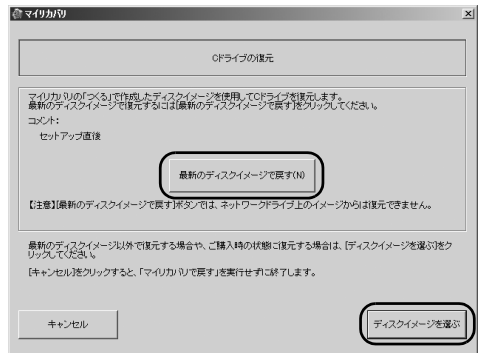 マイリカバリ
Cドライブの復元
マイリカバリの「つくる」で作成したディスクイメージを使用してCドライブを復元します。
最新のディスクイメージで復元するには[最新のディスクイメージで戻す]をクリックしてください。
コメント:
セットアップ直後
最新のディスクイメージで戻す(N)
【注意】[最新のディスクイメージで戻す]ボタンでは、ネットワークドライブ上のイメージからは復元できません。
最新のディスクイメージ以外で復元する場合や、ご購入時の状態に復元する場合は、[ディスクイメージを選ぶ]をク
リックしてください。
[キャンセル]をクリックすると、「マイリカバリで戻す」を実行せずに終了します。
キャンセル
ディスクイメージを選ぶ